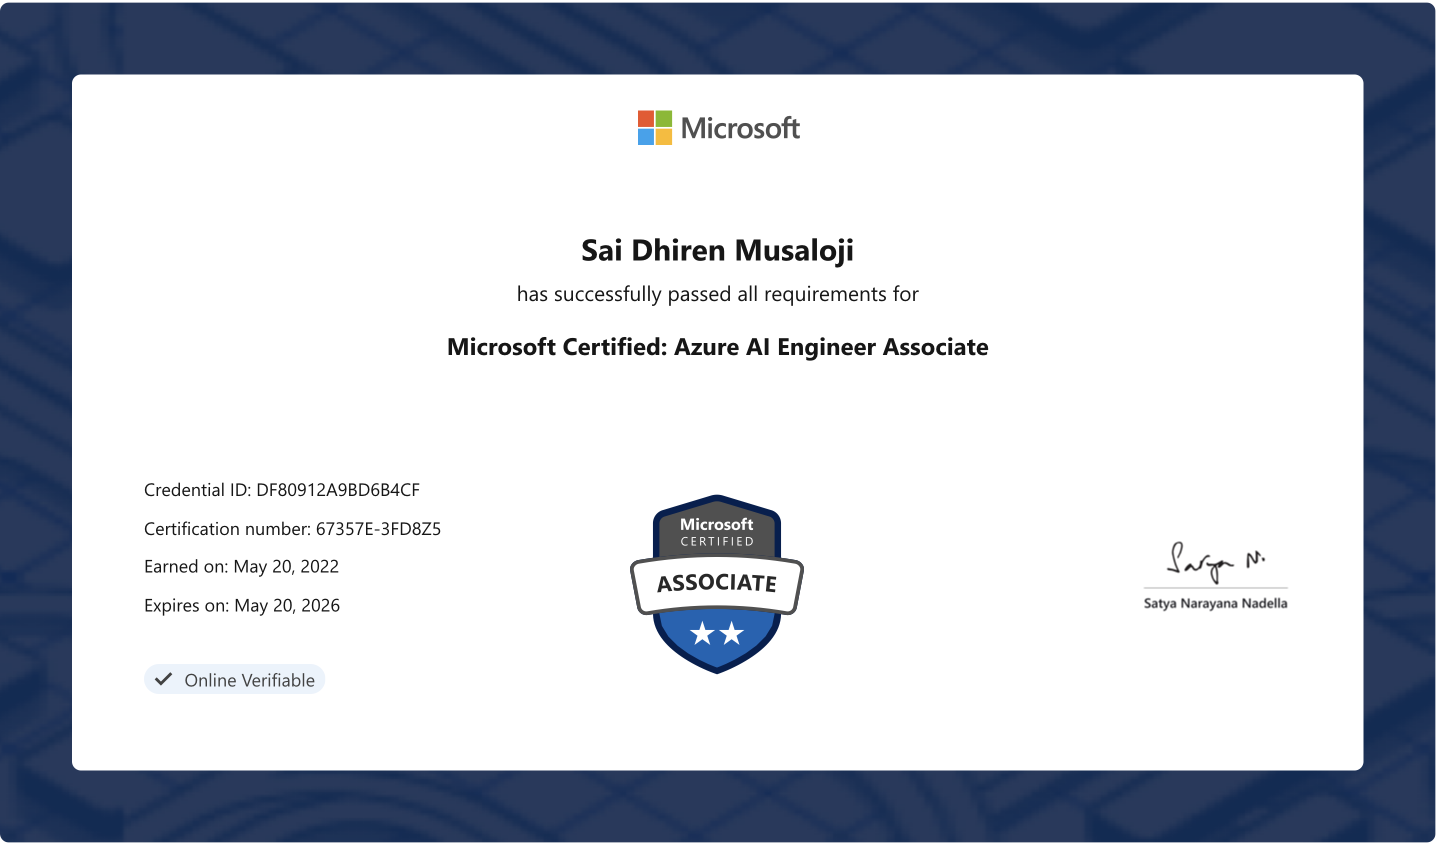 Microsoft
Sai Dhiren Musaloji
has successfully passed all requirements for
Microsoft Certified: Azure AI Engineer Associate
Credential ID: DF80912A9BD6B4CF
Certification number: 67357E-3FD8Z5
Earned on: May 20, 2022
Expires on: May 20, 2026
Online Verifiable
Microsoft
CERTIFIED
ASSOCIATE
Satya N.
Satya Narayana Nadella